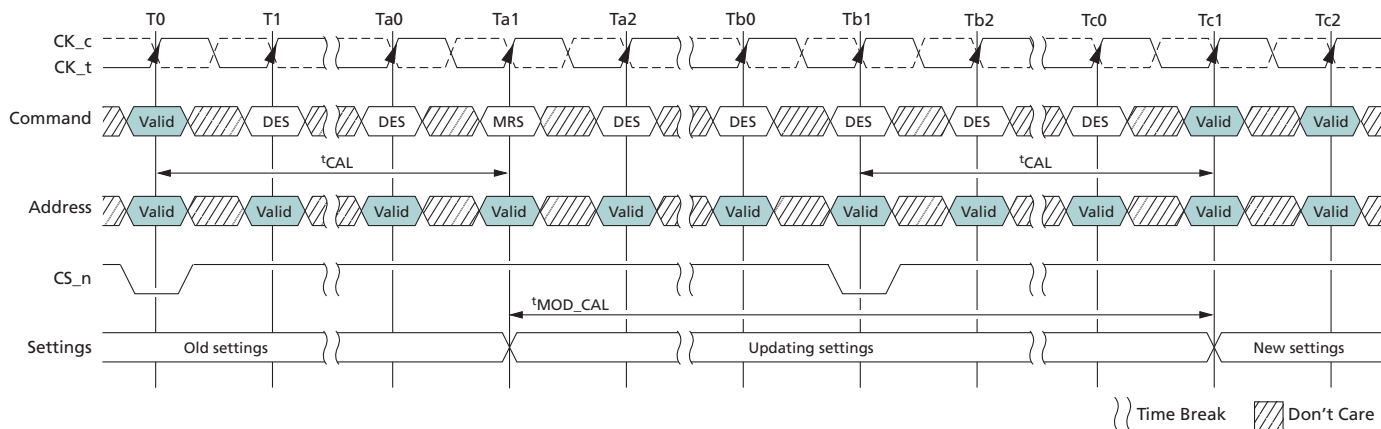 T0 T1 Ta0 Ta1 Ta2 Tb0 Tb1 Tb2 Tc0 Tc1 Tc2
CK_c
CK_t
Command Valid DES DES MRS DES DES DES DES DES Valid Valid
tCAL tCAL
Address Valid Valid Valid Valid Valid Valid Valid Valid Valid Valid Valid
CS_n
tMOD_CAL
Settings Old settings Updating settings New settings
Time Break Don't Care